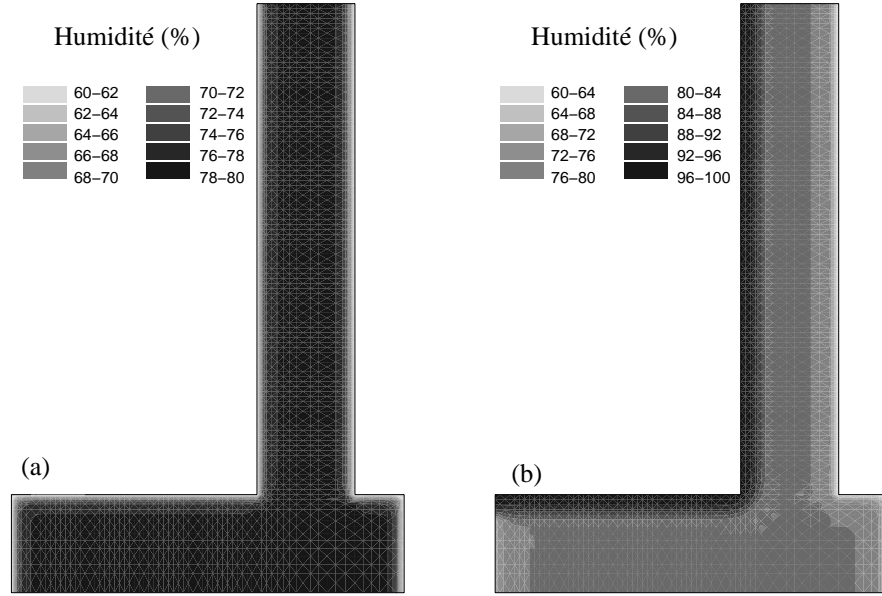 Humidité (%)
60–62 70–72
62–64 72–74
64–66 74–76
66–68 76–78
68–70 78–80
(a)
Humidité (%)
60–64 80–84
64–68 84–88
68–72 88–92
72–76 92–96
76–80 96–100
(b)